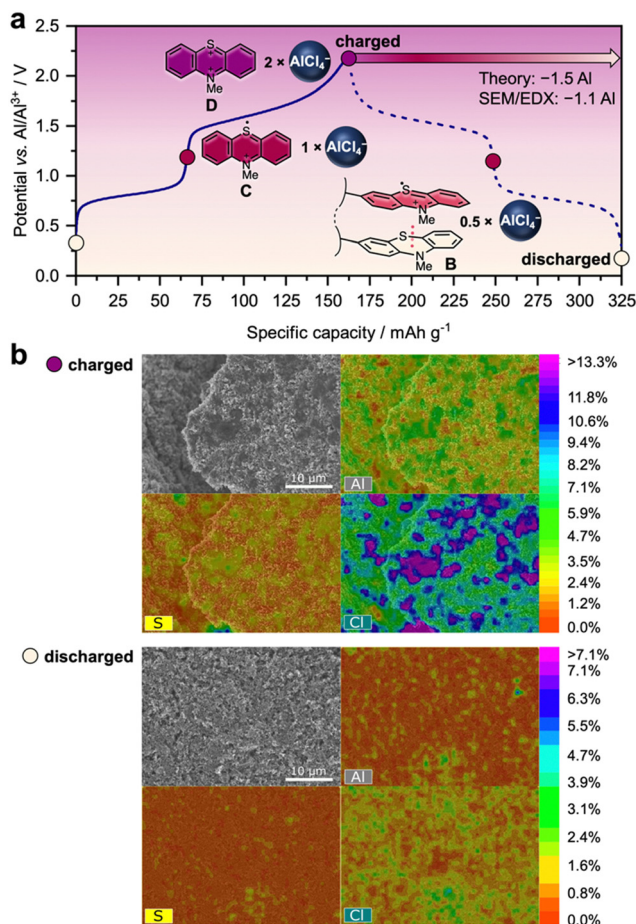 a
2.5
2.0
1.5
1.0
0.5
0.0
Potential vs. Al/Al³⁺ / V
S
N
Me
D
2 × AlCl₄⁻
charged
Theory: −1.5 Al
SEM/EDX: −1.1 Al
S
N
Me
C
1 × AlCl₄⁻
S
N
Me
0.5 × AlCl₄⁻
S
N
Me
B
discharged
0 25 50 75 100 125 150 175 200 225 250 275 300 325
Specific capacity / mAh g⁻¹
b
charged
10 µm
Al
S
Cl
>13.3%
11.8%
10.6%
9.4%
8.2%
7.1%
5.9%
4.7%
3.5%
2.4%
1.2%
0.0%
discharged
10 µm
Al
S
Cl
>7.1%
7.1%
6.3%
5.5%
4.7%
3.9%
3.1%
2.4%
1.6%
0.8%
0.0%